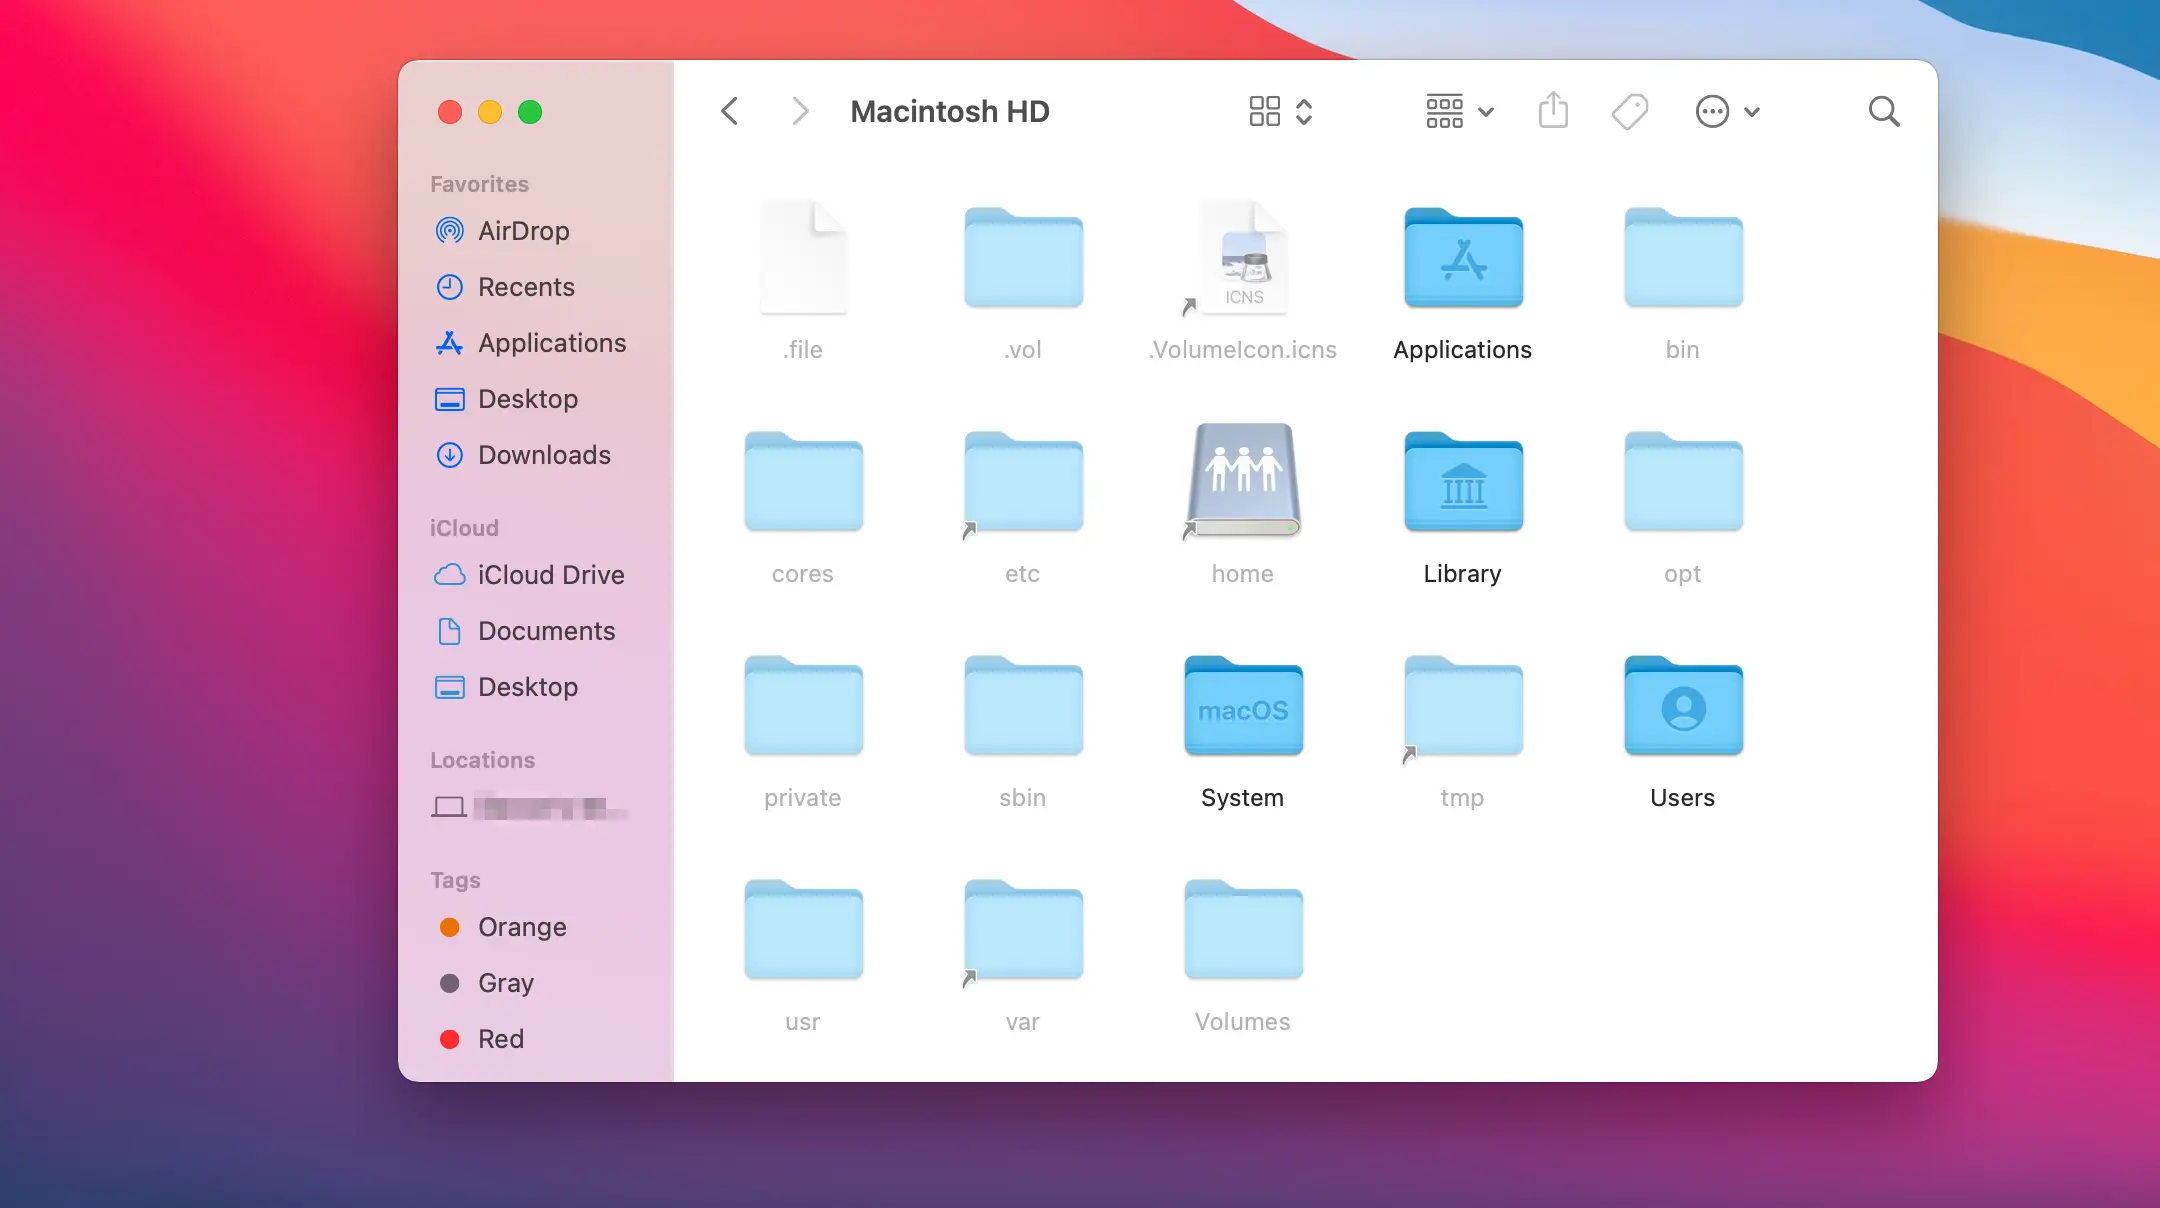 Macintosh HD
Favorites
AirDrop
Recents
Applications
Desktop
Downloads
iCloud
iCloud Drive
Documents
Desktop
Locations
Tags
Orange
Gray
Red
ICNS
.file
.vol
.VolumeIcon.icns
Applications
bin
cores
etc
home
Library
opt
macOS
private
sbin
System
tmp
Users
usr
var
Volumes